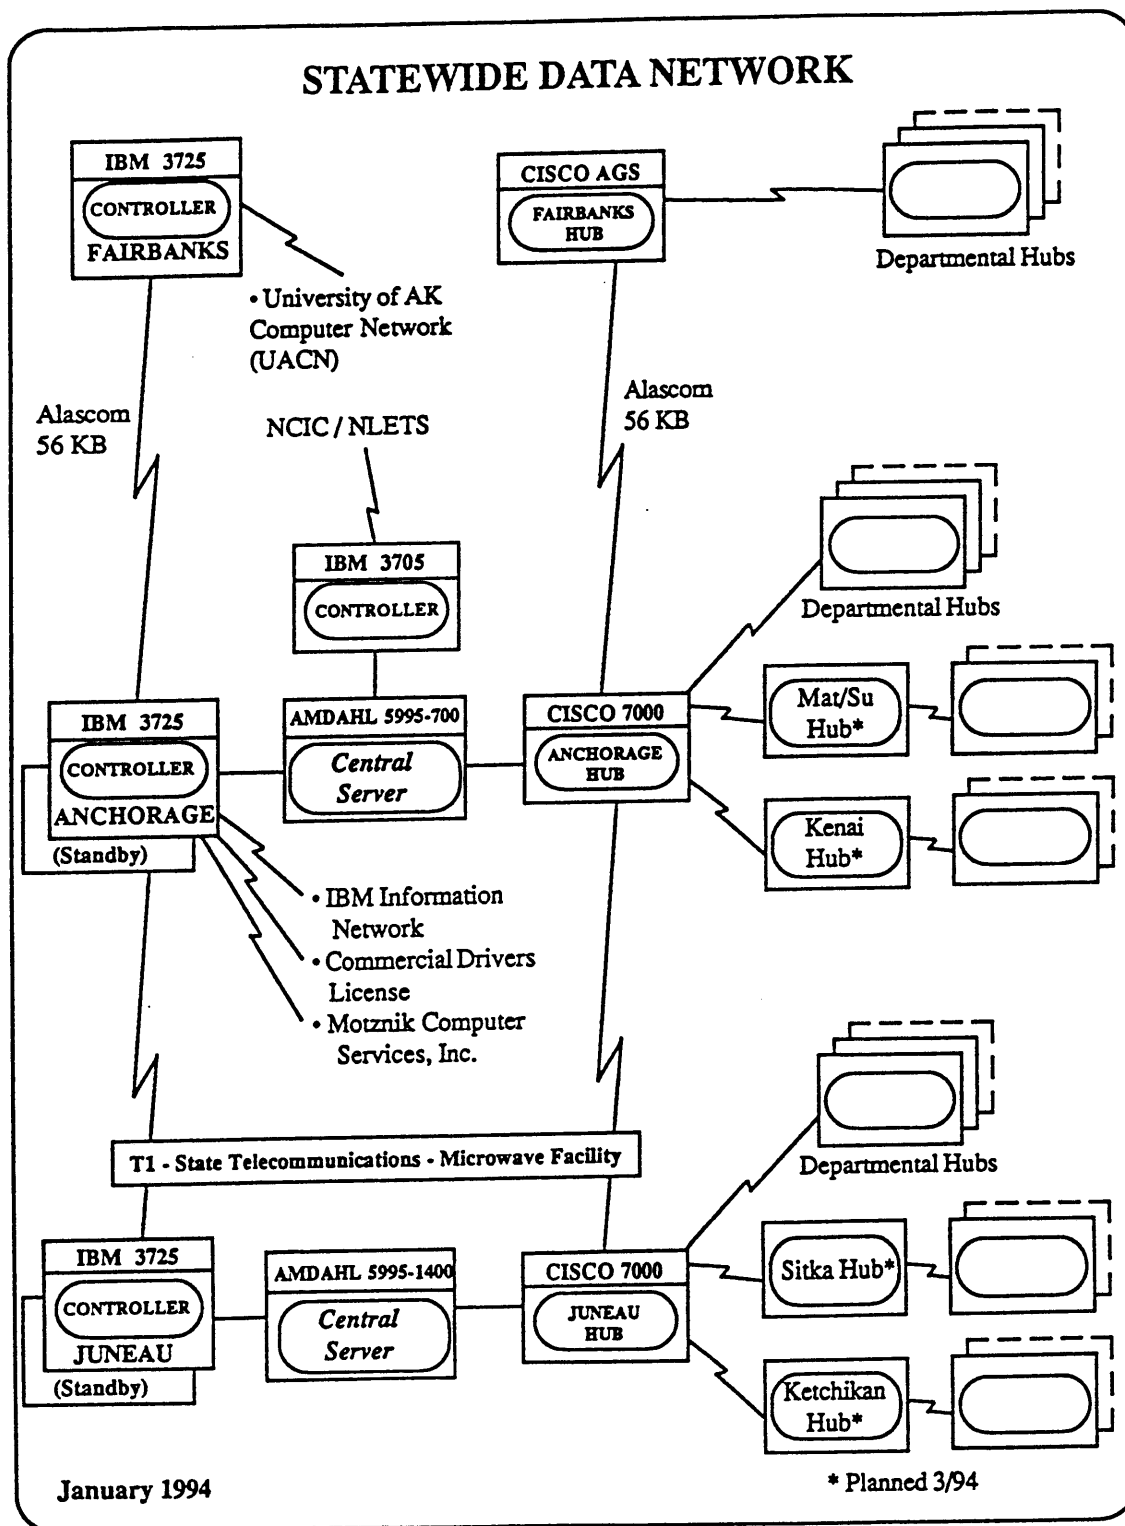 STATEWIDE DATA NETWORK
IBM 3725
CONTROLLER
FAIRBANKS
CISCO AGS
FAIRBANKS
HUB
Departmental Hubs
• University of AK
Computer Network
(UACN)
Alascom
56 KB
NCIC / NLETS
Alascom
56 KB
IBM 3705
CONTROLLER
Departmental Hubs
IBM 3725
CONTROLLER
ANCHORAGE
(Standby)
AMDAHL 5995-700
Central
Server
CISCO 7000
ANCHORAGE
HUB
Mat/Su
Hub*
Kenai
Hub*
• IBM Information
Network
• Commercial Drivers
License
• Motznik Computer
Services, Inc.
T1 - State Telecommunications - Microwave Facility
Departmental Hubs
IBM 3725
CONTROLLER
JUNEAU
(Standby)
AMDAHL 5995-1400
Central
Server
CISCO 7000
JUNEAU
HUB
Sitka Hub*
Ketchikan
Hub*
January 1994
* Planned 3/94